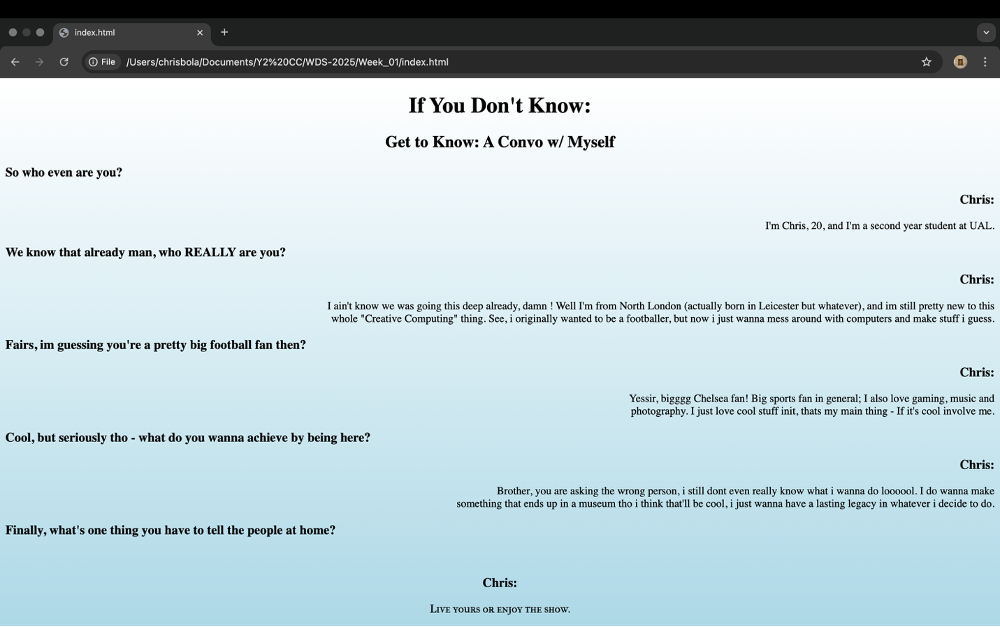 index.html
File
/Users/chrisbola/Documents/Y2%20CC/WDS-2025/Week_01/index.html
If You Don't Know:
Get to Know: A Convo w/ Myself
So who even are you?
Chris:
I'm Chris, 20, and I'm a second year student at UAL.
We know that already man, who REALLY are you?
Chris:
I ain't know we was going this deep already, damn ! Well I'm from North London (actually born in Leicester but whatever), and im still pretty new to this
whole "Creative Computing" thing. See, i originally wanted to be a footballer, but now i just wanna mess around with computers and make stuff i guess.
Fairs, im guessing you're a pretty big football fan then?
Chris:
Yessir, bigggg Chelsea fan! Big sports fan in general; I also love gaming, music and
photography. I just love cool stuff init, thats my main thing - If it's cool involve me.
Cool, but seriously tho - what do you wanna achieve by being here?
Chris:
Brother, you are asking the wrong person, i still dont even really know what i wanna do loooool. I do wanna make
something that ends up in a museum tho i think that'll be cool, i just wanna have a lasting legacy in whatever i decide to do.
Finally, what's one thing you have to tell the people at home?
Chris:
Live yours or enjoy the show.